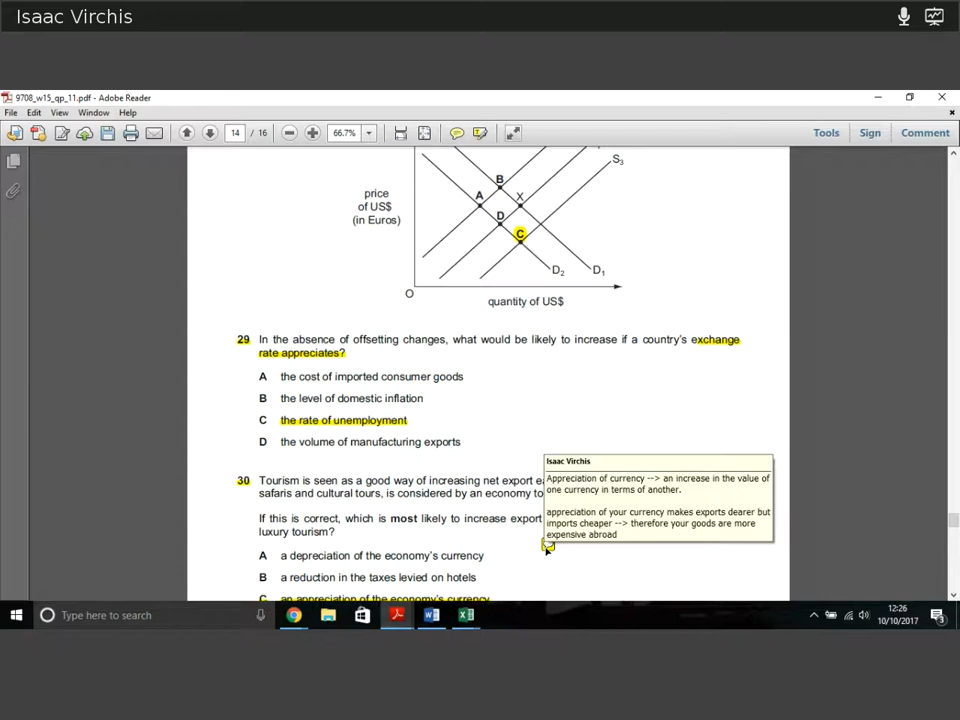 Isaac Virchis
9708_w15_qp_11.pdf - Adobe Reader
File Edit View Window Help
14 / 16 66.7% Tools Sign Comment
S3
B
price
of US$
(in Euros)
A X
D
C
D2 D1
O
quantity of US$
29 In the absence of offsetting changes, what would be likely to increase if a country's exchange
rate appreciates?
A the cost of imported consumer goods
B the level of domestic inflation
C the rate of unemployment
D the volume of manufacturing exports
30 Tourism is seen as a good way of increasing net export
safaris and cultural tours, is considered by an economy to
If this is correct, which is most likely to increase export
luxury tourism?
A a depreciation of the economy's currency
B a reduction in the taxes levied on hotels
C an appreciation of the economy's currency
Isaac Virchis
Appreciation of currency --> an increase in the value of
one currency in terms of another.
appreciation of your currency makes exports dearer but
imports cheaper --> therefore your goods are more
expensive abroad
Type here to search
12:26
10/10/2017
3